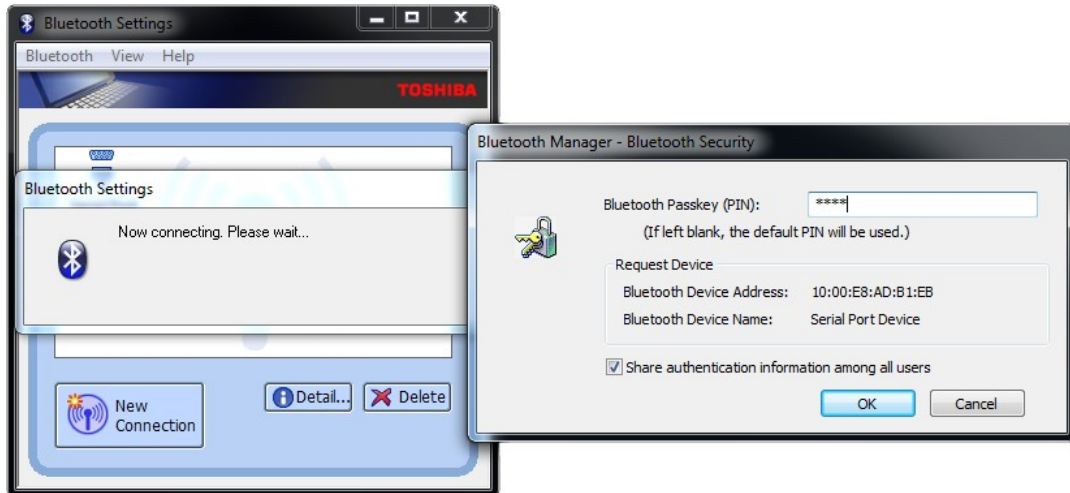 Bluetooth Settings
Bluetooth View Help
TOSHIBA
Bluetooth Settings
Now connecting. Please wait...
New
Connection
Detail...
Delete
Bluetooth Manager - Bluetooth Security
Bluetooth Passkey (PIN): ****
(If left blank, the default PIN will be used.)
Request Device
Bluetooth Device Address: 10:00:E8:AD:B1:EB
Bluetooth Device Name: Serial Port Device
Share authentication information among all users
OK Cancel